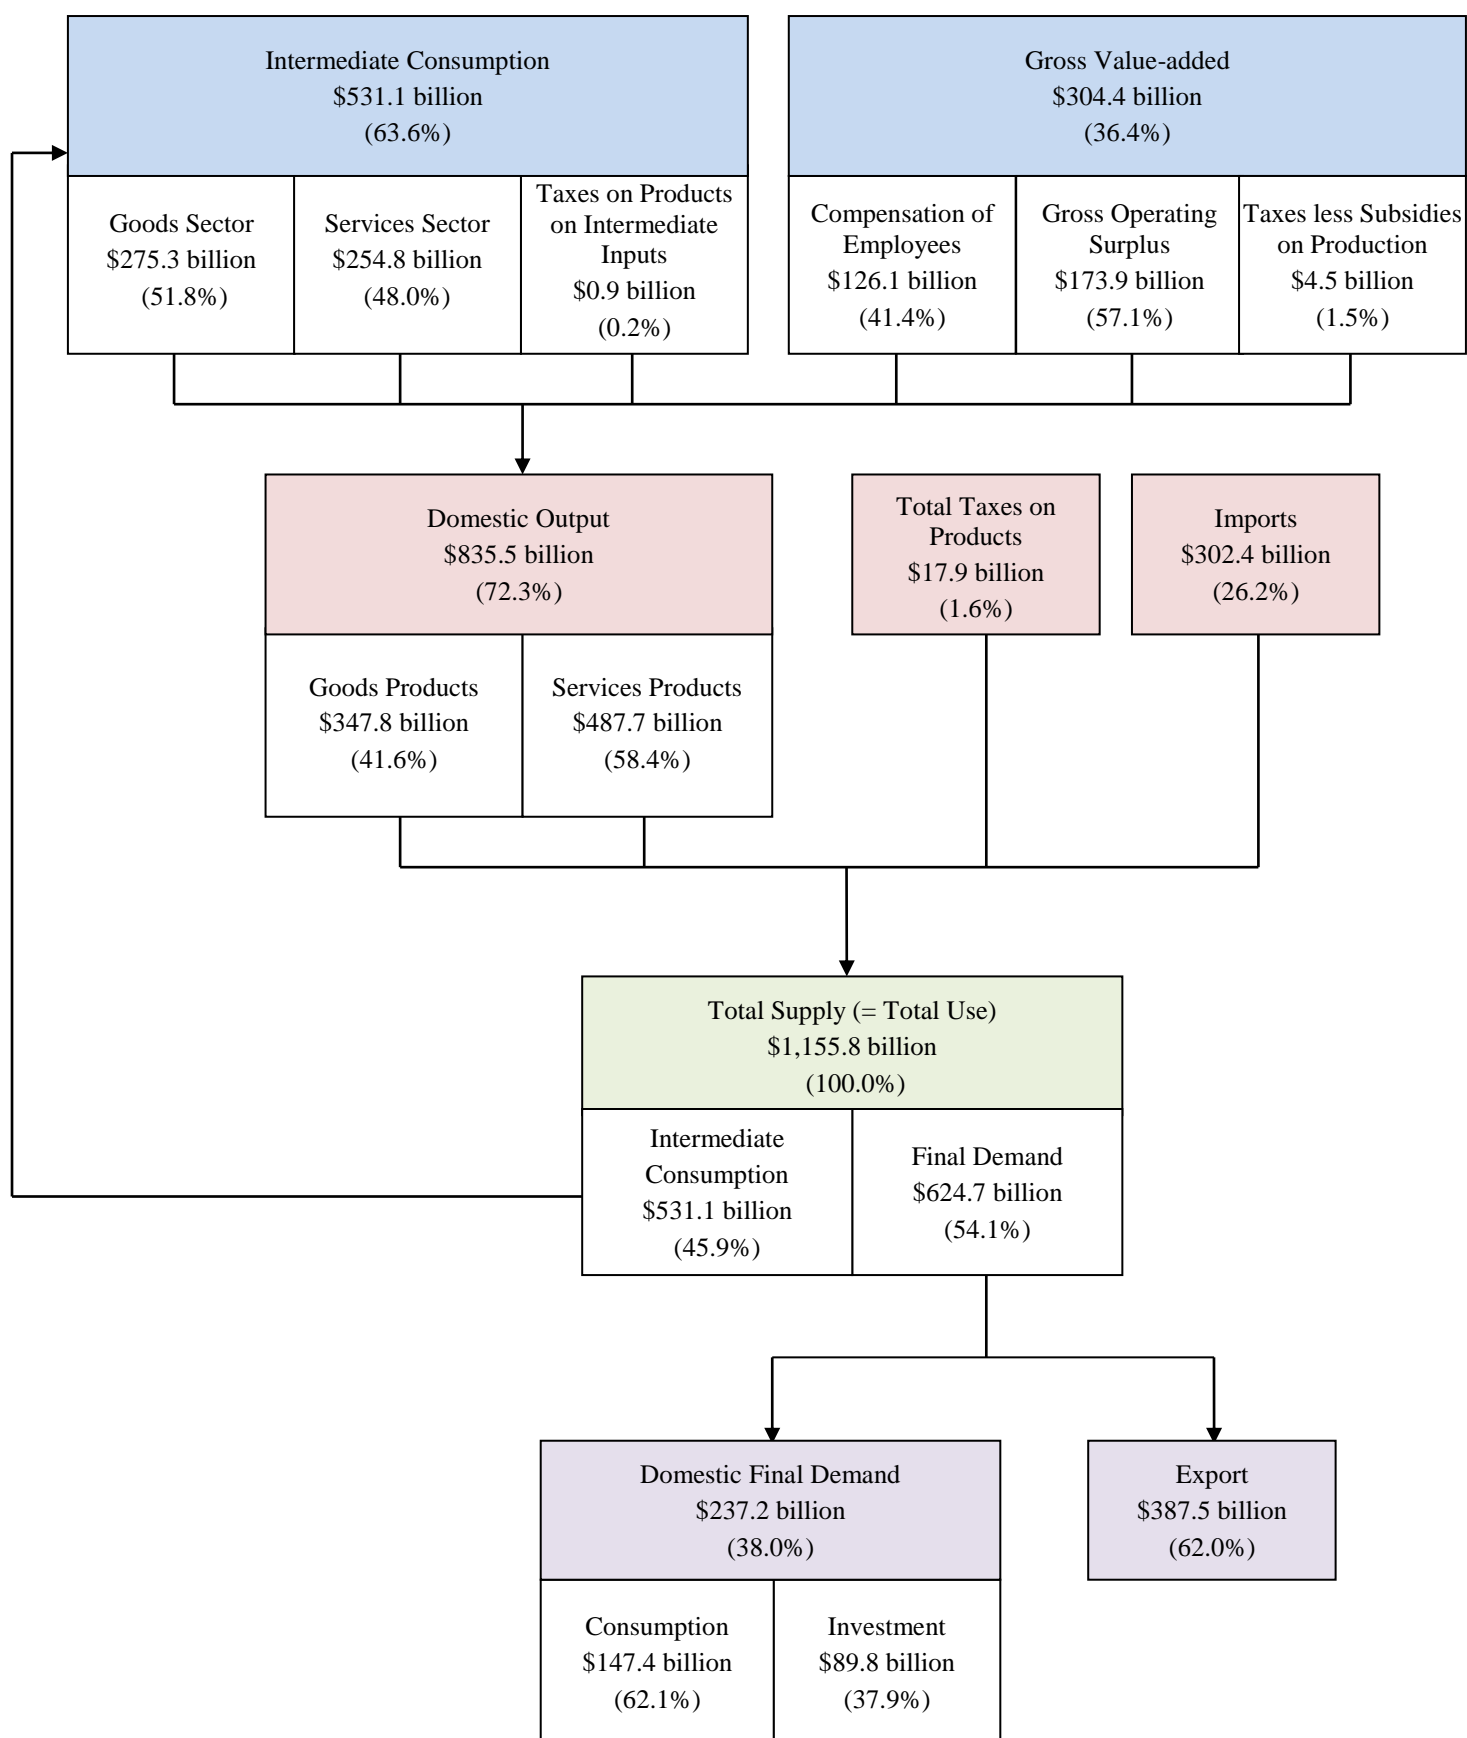 Intermediate Consumption
$531.1 billion
(63.6%)
Gross Value-added
$304.4 billion
(36.4%)
Goods Sector
$275.3 billion
(51.8%)
Services Sector
$254.8 billion
(48.0%)
Taxes on Products
on Intermediate
Inputs
$0.9 billion
(0.2%)
Compensation of
Employees
$126.1 billion
(41.4%)
Gross Operating
Surplus
$173.9 billion
(57.1%)
Taxes less Subsidies
on Production
$4.5 billion
(1.5%)
Domestic Output
$835.5 billion
(72.3%)
Total Taxes on
Products
$17.9 billion
(1.6%)
Imports
$302.4 billion
(26.2%)
Goods Products
$347.8 billion
(41.6%)
Services Products
$487.7 billion
(58.4%)
Total Supply (= Total Use)
$1,155.8 billion
(100.0%)
Intermediate
Consumption
$531.1 billion
(45.9%)
Final Demand
$624.7 billion
(54.1%)
Domestic Final Demand
$237.2 billion
(38.0%)
Export
$387.5 billion
(62.0%)
Consumption
$147.4 billion
(62.1%)
Investment
$89.8 billion
(37.9%)